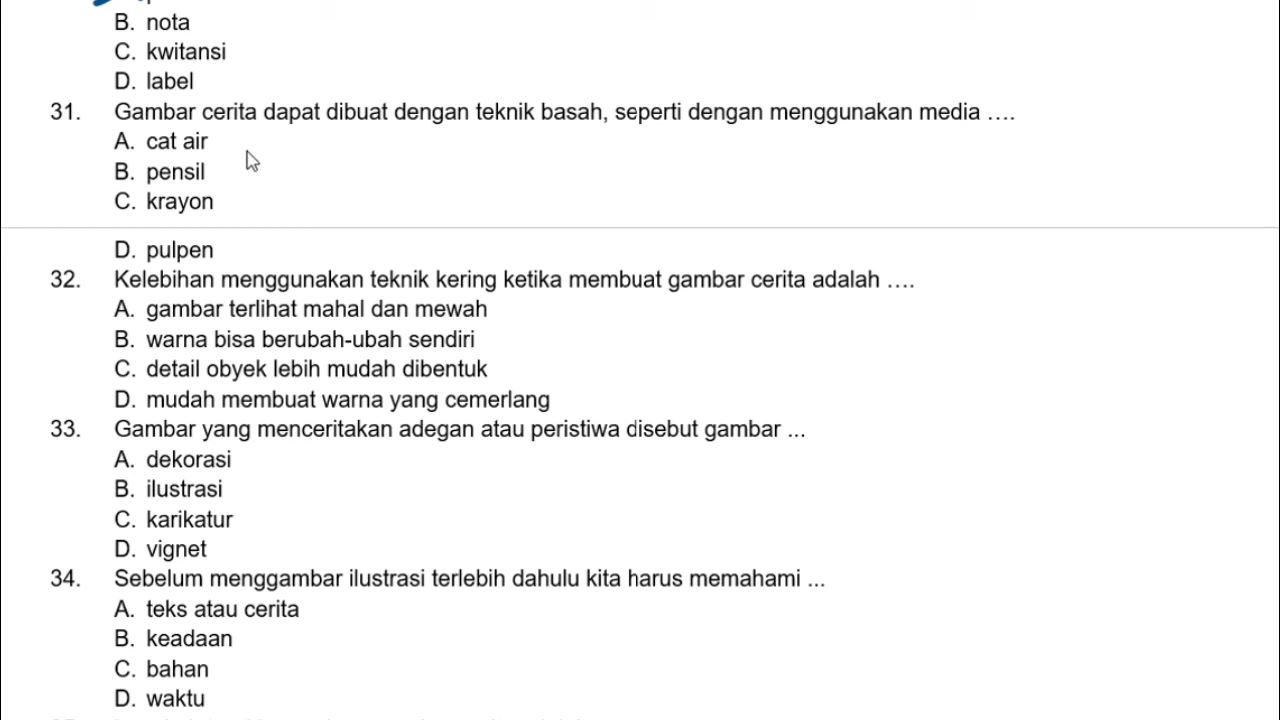 B. nota
C. kwitansi
D. label
31. Gambar cerita dapat dibuat dengan teknik basah, seperti dengan menggunakan media ....
A. cat air
B. pensil
C. krayon
D. pulpen
32. Kelebihan menggunakan teknik kering ketika membuat gambar cerita adalah ....
A. gambar terlihat mahal dan mewah
B. warna bisa berubah-ubah sendiri
C. detail obyek lebih mudah dibentuk
D. mudah membuat warna yang cemerlang
33. Gambar yang menceritakan adegan atau peristiwa disebut gambar ...
A. dekorasi
B. ilustrasi
C. karikatur
D. vignet
34. Sebelum menggambar ilustrasi terlebih dahulu kita harus memahami ...
A. teks atau cerita
B. keadaan
C. bahan
D. waktu